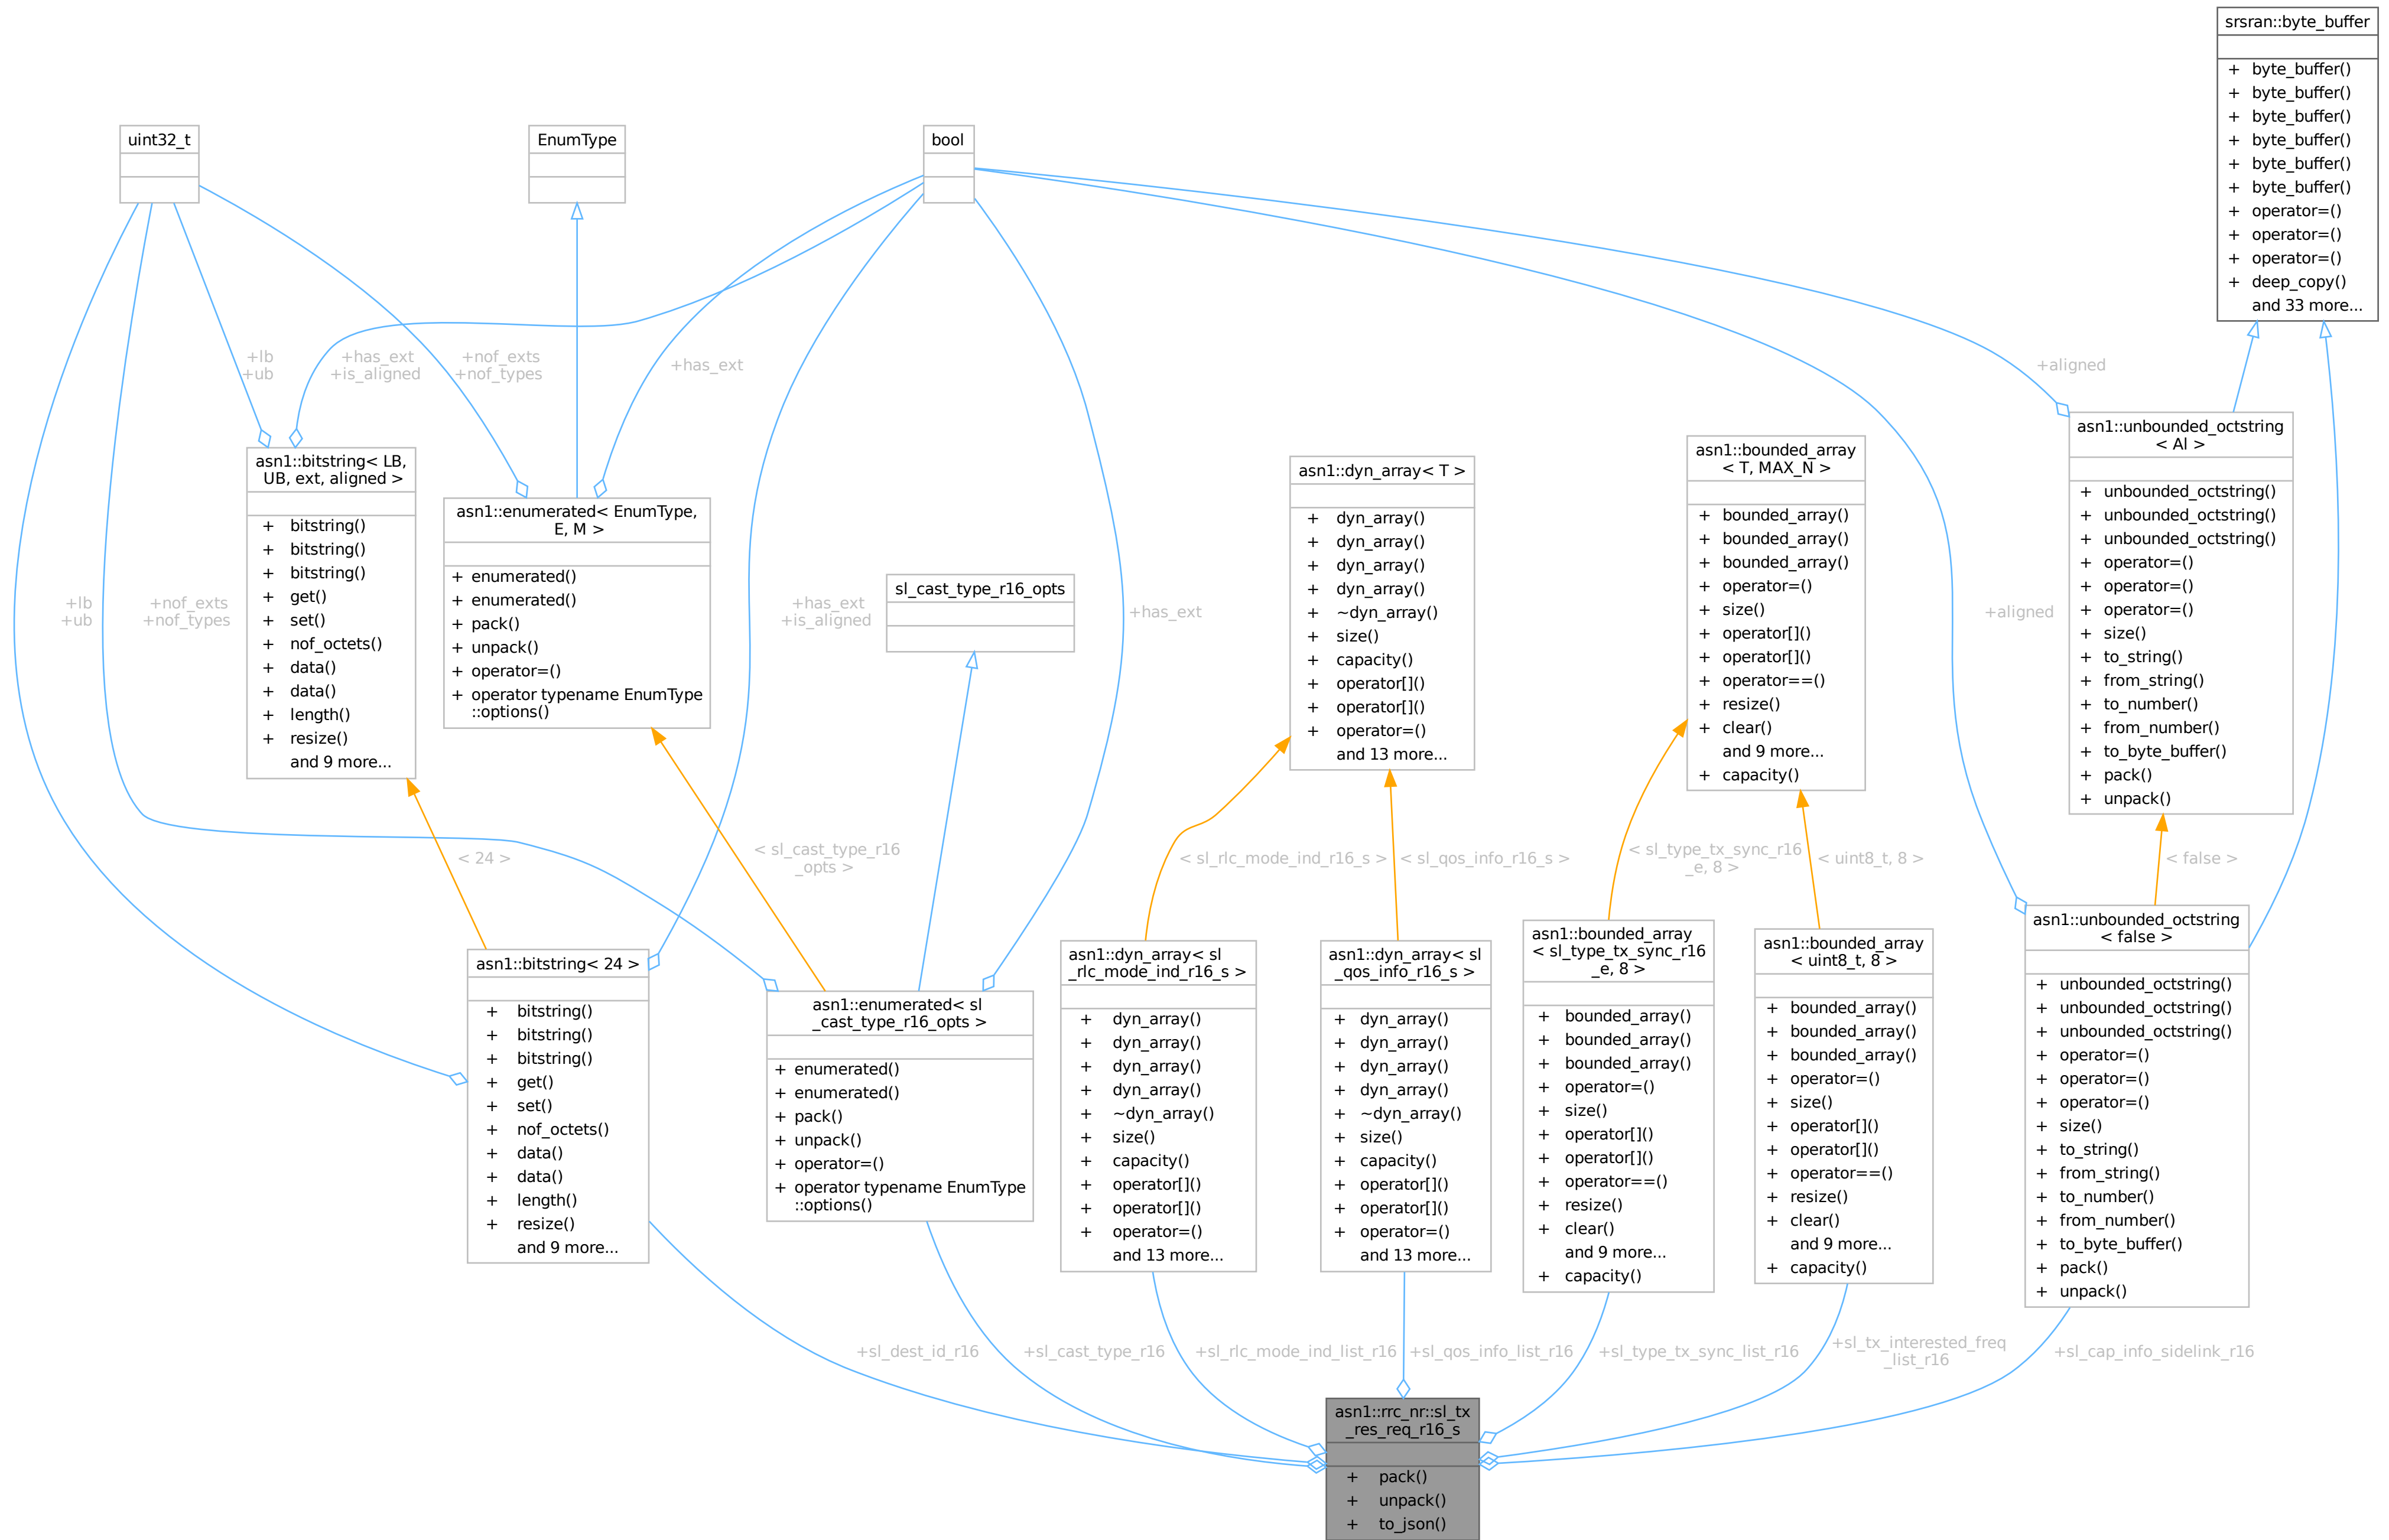 srsran::byte_buffer
+ byte_buffer()
+ byte_buffer()
+ byte_buffer()
+ byte_buffer()
+ byte_buffer()
+ byte_buffer()
+ operator=()
+ operator=()
+ operator=()
+ deep_copy()
and 33 more...
uint32_t
EnumType
bool
+lb
+ub
+has_ext
+is_aligned
+nof_exts
+nof_types
+has_ext
+aligned
asn1::bitstring< LB,
UB, ext, aligned >
+ bitstring()
+ bitstring()
+ bitstring()
+ get()
+ set()
+ nof_octets()
+ data()
+ data()
+ length()
+ resize()
and 9 more...
asn1::enumerated< EnumType,
E, M >
+ enumerated()
+ enumerated()
+ pack()
+ unpack()
+ operator=()
+ operator typename EnumType
::options()
sl_cast_type_r16_opts
asn1::dyn_array< T >
+ dyn_array()
+ dyn_array()
+ dyn_array()
+ dyn_array()
+ ~dyn_array()
+ size()
+ capacity()
+ operator[]()
+ operator[]()
+ operator=()
and 13 more...
asn1::bounded_array
< T, MAX_N >
+ bounded_array()
+ bounded_array()
+ bounded_array()
+ operator=()
+ size()
+ operator[]()
+ operator[]()
+ operator==()
+ resize()
+ clear()
and 9 more...
+ capacity()
asn1::unbounded_octstring
< Al >
+ unbounded_octstring()
+ unbounded_octstring()
+ unbounded_octstring()
+ operator=()
+ operator=()
+ operator=()
+ size()
+ to_string()
+ from_string()
+ to_number()
+ from_number()
+ to_byte_buffer()
+ pack()
+ unpack()
+lb
+ub
+nof_exts
+nof_types
+has_ext
+is_aligned
+has_ext
+aligned
< 24 >
< sl_cast_type_r16
_opts >
< sl_rlc_mode_ind_r16_s >
< sl_qos_info_r16_s >
< sl_type_tx_sync_r16
_e, 8 >
< uint8_t, 8 >
< false >
asn1::bitstring< 24 >
+ bitstring()
+ bitstring()
+ bitstring()
+ get()
+ set()
+ nof_octets()
+ data()
+ data()
+ length()
+ resize()
and 9 more...
asn1::enumerated< sl
_cast_type_r16_opts >
+ enumerated()
+ enumerated()
+ pack()
+ unpack()
+ operator=()
+ operator typename EnumType
::options()
asn1::dyn_array< sl
_rlc_mode_ind_r16_s >
+ dyn_array()
+ dyn_array()
+ dyn_array()
+ dyn_array()
+ ~dyn_array()
+ size()
+ capacity()
+ operator[]()
+ operator[]()
+ operator=()
and 13 more...
asn1::dyn_array< sl
_qos_info_r16_s >
+ dyn_array()
+ dyn_array()
+ dyn_array()
+ dyn_array()
+ ~dyn_array()
+ size()
+ capacity()
+ operator[]()
+ operator[]()
+ operator=()
and 13 more...
asn1::bounded_array
< sl_type_tx_sync_r16
_e, 8 >
+ bounded_array()
+ bounded_array()
+ bounded_array()
+ operator=()
+ size()
+ operator[]()
+ operator[]()
+ operator==()
+ resize()
+ clear()
and 9 more...
+ capacity()
asn1::bounded_array
< uint8_t, 8 >
+ bounded_array()
+ bounded_array()
+ bounded_array()
+ operator=()
+ size()
+ operator[]()
+ operator[]()
+ operator==()
+ resize()
+ clear()
and 9 more...
+ capacity()
asn1::unbounded_octstring
< false >
+ unbounded_octstring()
+ unbounded_octstring()
+ unbounded_octstring()
+ operator=()
+ operator=()
+ operator=()
+ size()
+ to_string()
+ from_string()
+ to_number()
+ from_number()
+ to_byte_buffer()
+ pack()
+ unpack()
+sl_dest_id_r16
+sl_cast_type_r16
+sl_rlc_mode_ind_list_r16
+sl_qos_info_list_r16
+sl_type_tx_sync_list_r16
+sl_tx_interested_freq
_list_r16
+sl_cap_info_sidelink_r16
asn1::rrc_nr::sl_tx
_res_req_r16_s
+ pack()
+ unpack()
+ to_json()